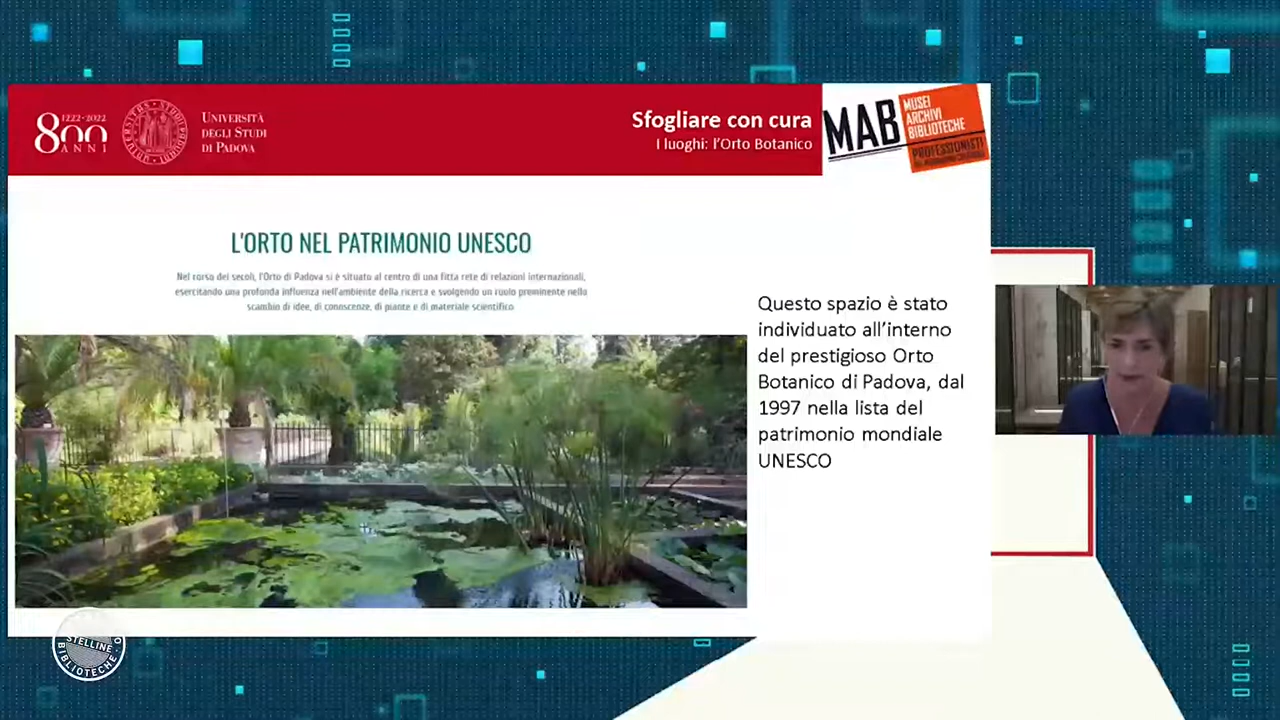 1222-2022
800
ANNI
UNIVERSITÀ
DEGLI STUDI
DI PADOVA
Sfogliare con cura
I luoghi: l'Orto Botanico
MAB
MUSEI
ARCHIVI
BIBLIOTECHE
PROFESSIONISTI
L'ORTO NEL PATRIMONIO UNESCO
Nel corso dei secoli, l'Orto di Padova si è situato al centro di una fitta rete di relazioni internazionali,
esercitando una profonda influenza nell'ambiente della ricerca e svolgendo un ruolo preminente nello
scambio di idee, di conoscenze, di piante e di materiale scientifico
Questo spazio è stato
individuato all'interno
del prestigioso Orto
Botanico di Padova, dal
1997 nella lista del
patrimonio mondiale
UNESCO
STELLINE
BIBLIOTECHE